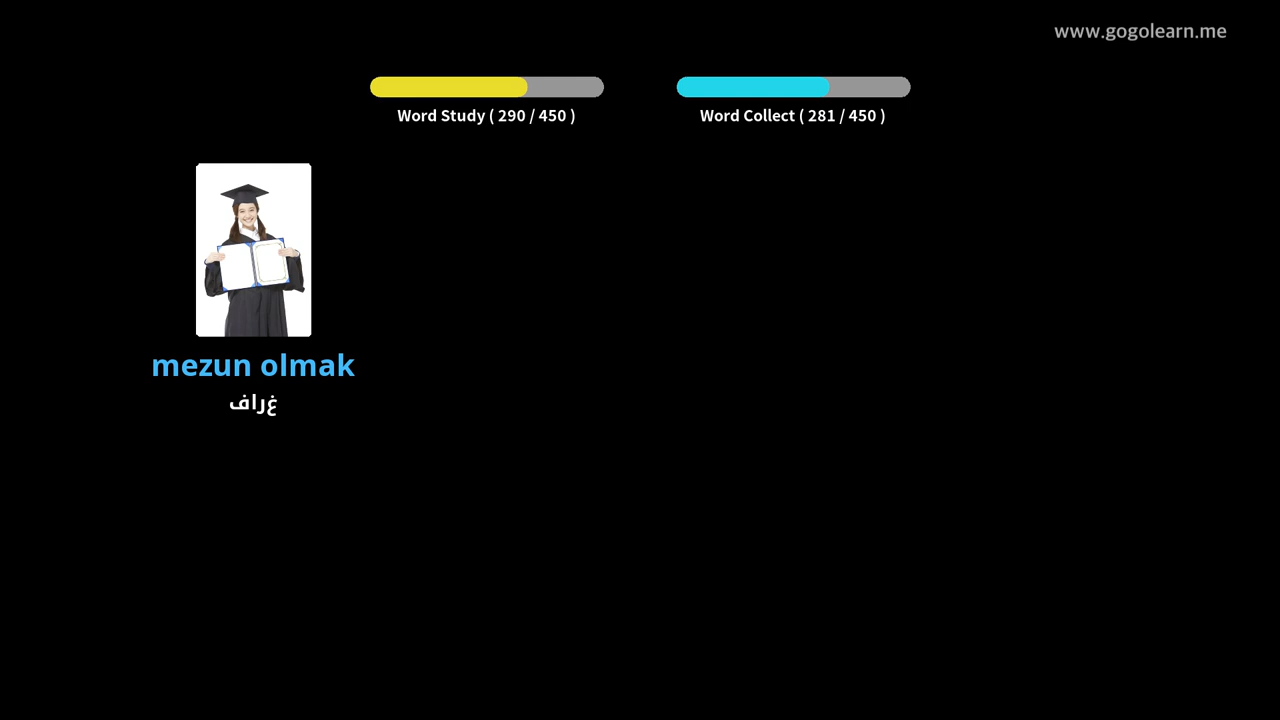 www.gogolearn.me
Word Study ( 290 / 450 )
Word Collect ( 281 / 450 )
mezun olmak
غراف